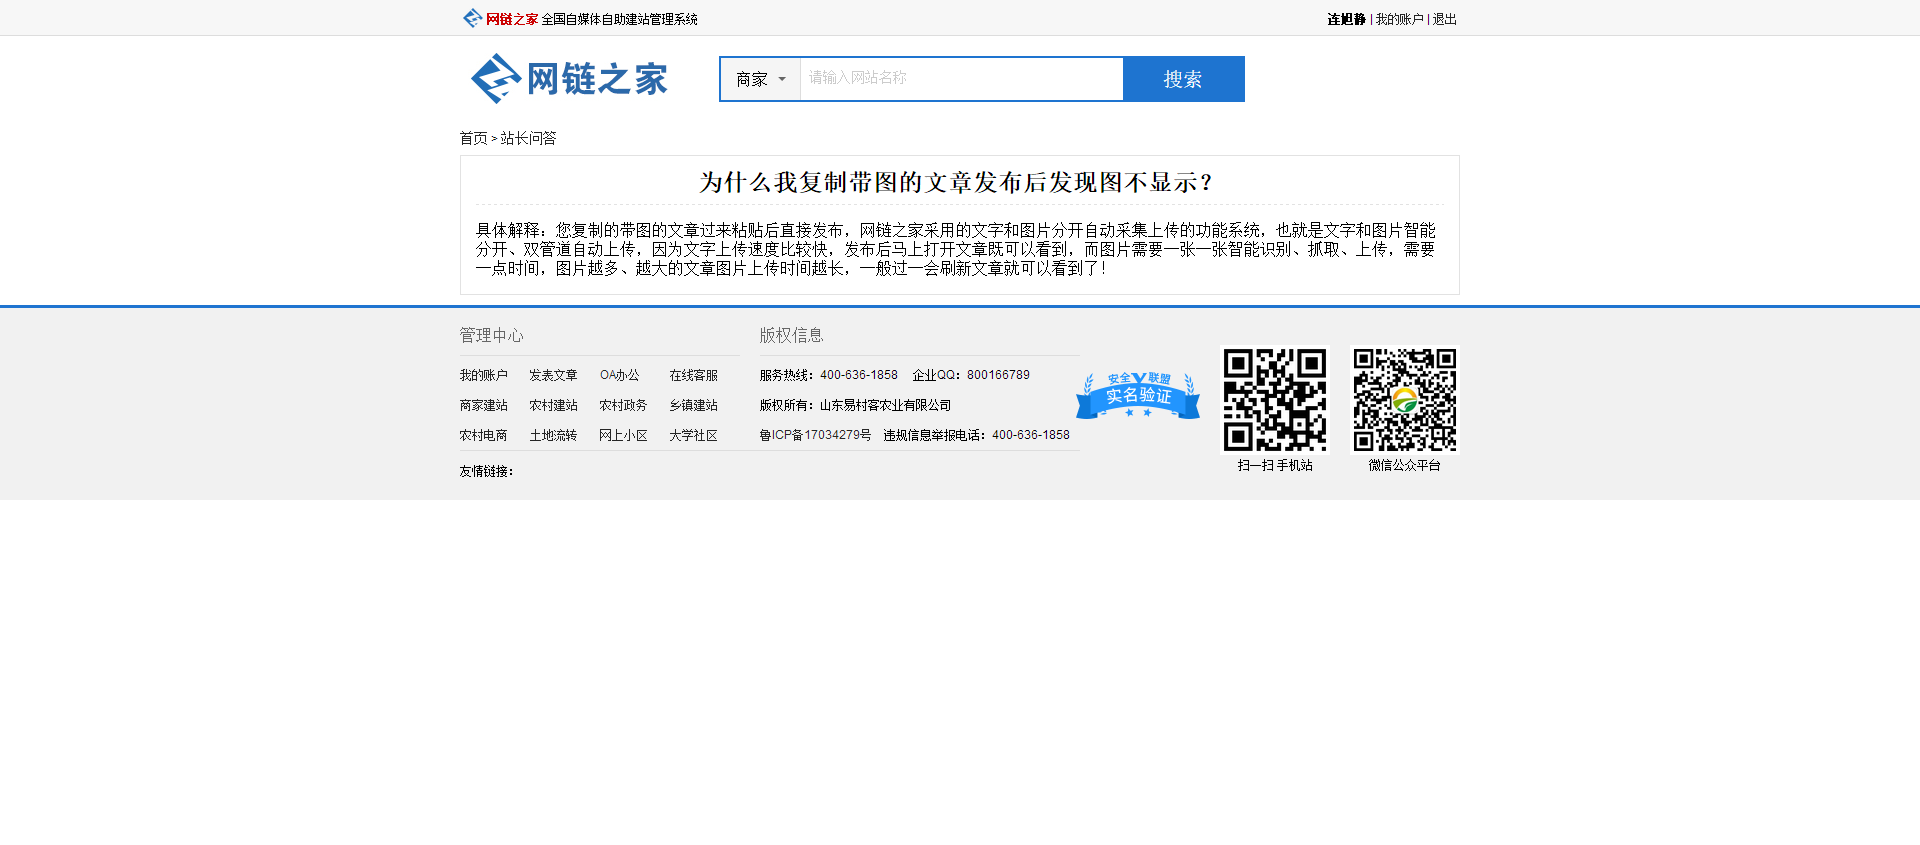 网链之家 全国自媒体自助建站管理系统
连旭静 | 我的账户 | 退出
网链之家
商家 请输入网站名称 搜索
首页 > 站长问答
为什么我复制带图的文章发布后发现图不显示？
具体解释：您复制的带图的文章过来粘贴后直接发布，网链之家采用的文字和图片分开自动采集上传的功能系统，也就是文字和图片智能
分开、双管道自动上传，因为文字上传速度比较快，发布后马上打开文章既可以看到，而图片需要一张一张智能识别、抓取、上传，需要
一点时间，图片越多、越大的文章图片上传时间越长，一般过一会刷新文章就可以看到了！
管理中心
我的账户 发表文章 OA办公 在线客服
商家建站 农村建站 农村政务 乡镇建站
农村电商 土地流转 网上小区 大学社区
版权信息
服务热线：400-636-1858 企业QQ：800166789
版权所有：山东易村客农业有限公司
鲁ICP备17034279号 违规信息举报电话：400-636-1858
友情链接：
安全联盟
实名验证
扫一扫 手机站
微信公众平台